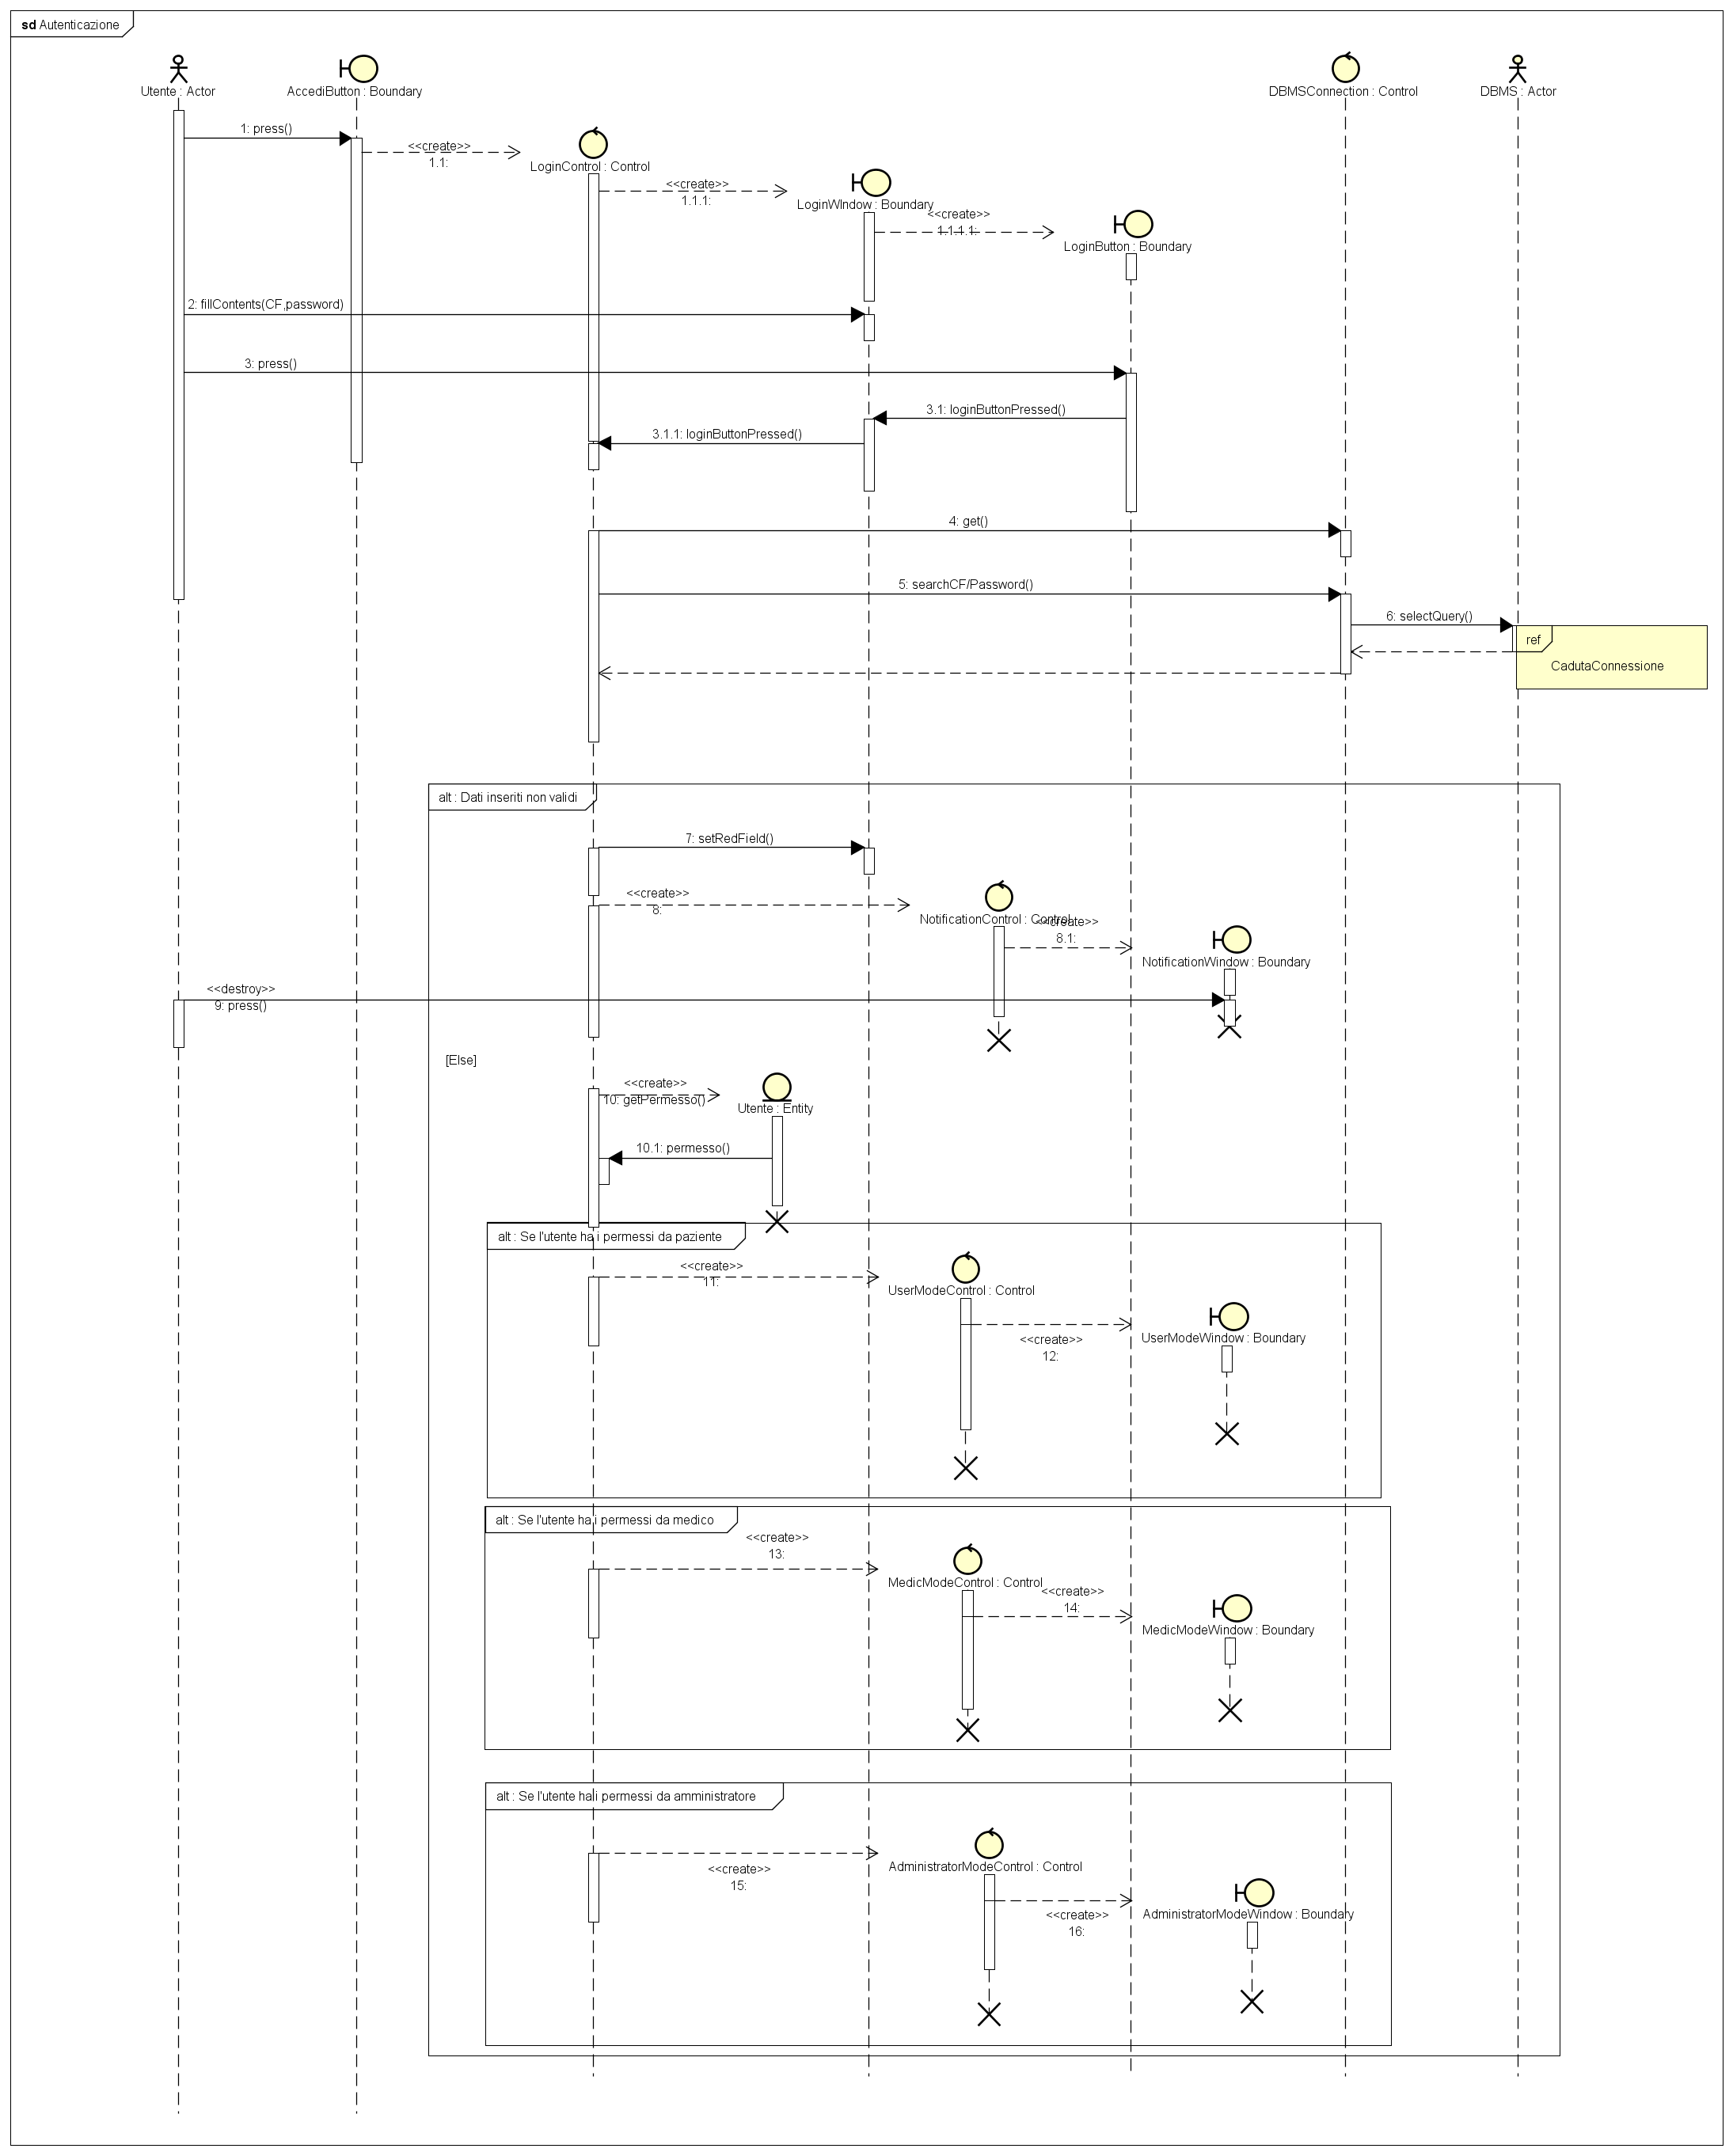 sd Autenticazione
Utente : Actor
AccediButton : Boundary
DBMSConnection : Control
DBMS : Actor
1: press()
<<create>>
1.1:
LoginControl : Control
<<create>>
1.1.1:
LoginWIndow : Boundary
<<create>>
1.1.1.1:
LoginButton : Boundary
2: fillContents(CF,password)
3: press()
3.1: loginButtonPressed()
3.1.1: loginButtonPressed()
4: get()
5: searchCF/Password()
6: selectQuery()
ref
CadutaConnessione
alt : Dati inseriti non validi
7: setRedField()
<<create>>
8:
NotificationControl : Control
<<create>>
8.1:
NotificationWindow : Boundary
<<destroy>>
9: press()
[Else]
<<create>>
10: getPermesso()
Utente : Entity
10.1: permesso()
alt : Se l'utente ha i permessi da paziente
<<create>>
11:
UserModeControl : Control
<<create>>
12:
UserModeWindow : Boundary
alt : Se l'utente ha i permessi da medico
<<create>>
13:
MedicModeControl : Control
<<create>>
14:
MedicModeWindow : Boundary
alt : Se l'utente ha i permessi da amministratore
<<create>>
15:
AdministratorModeControl : Control
<<create>>
16:
AdministratorModeWindow : Boundary